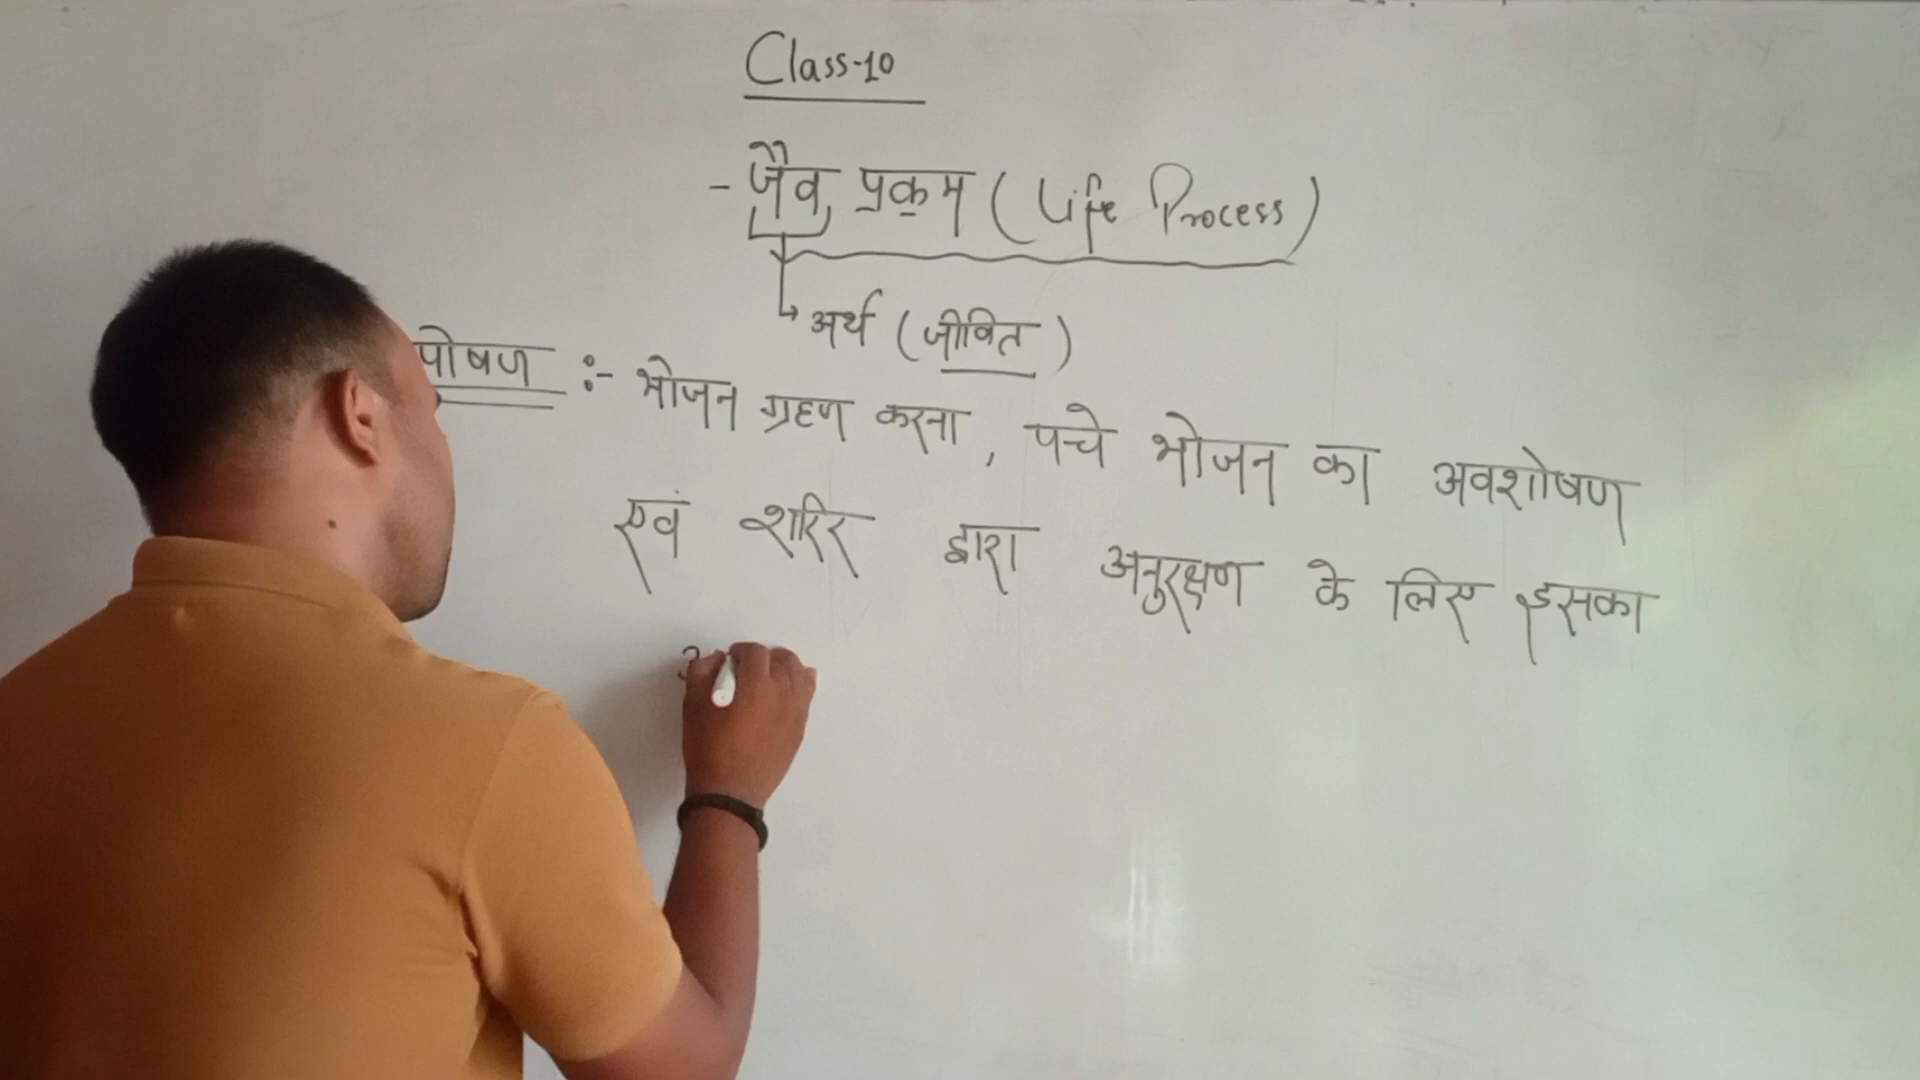 Class-10
- जैव प्रक्रम ( Life Process )
अर्थ ( जीवित )
पोषण :- भोजन ग्रहण करना , पचे भोजन का अवशोषण
एवं शरिर द्वारा अनुरक्षण के लिए इसका